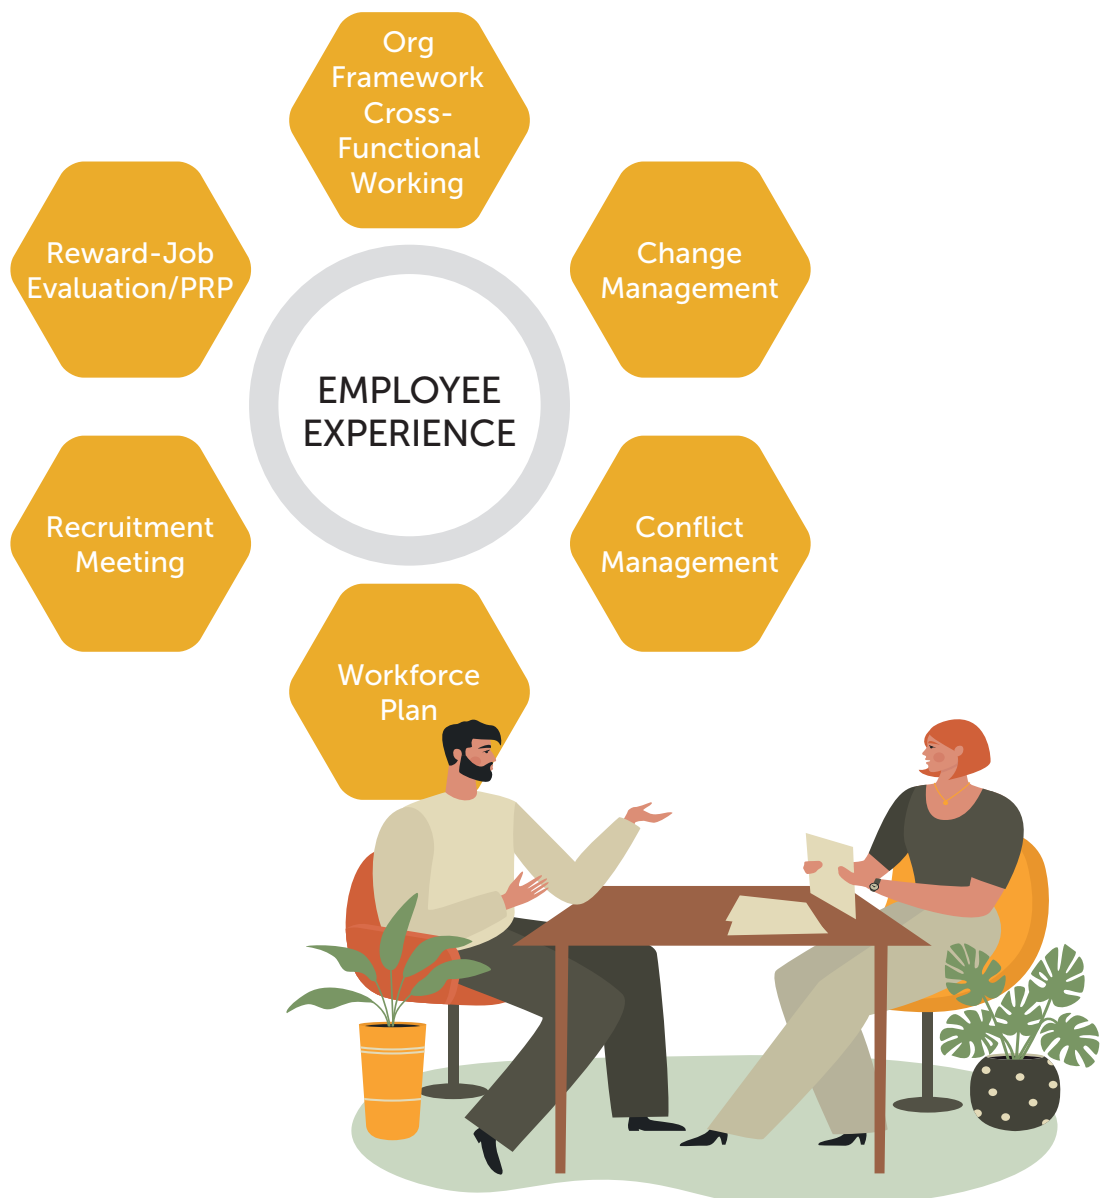 Org
Framework
Cross-
Functional
Working
Reward-Job
Evaluation/PRP
Change
Management
EMPLOYEE
EXPERIENCE
Recruitment
Meeting
Conflict
Management
Workforce
Plan